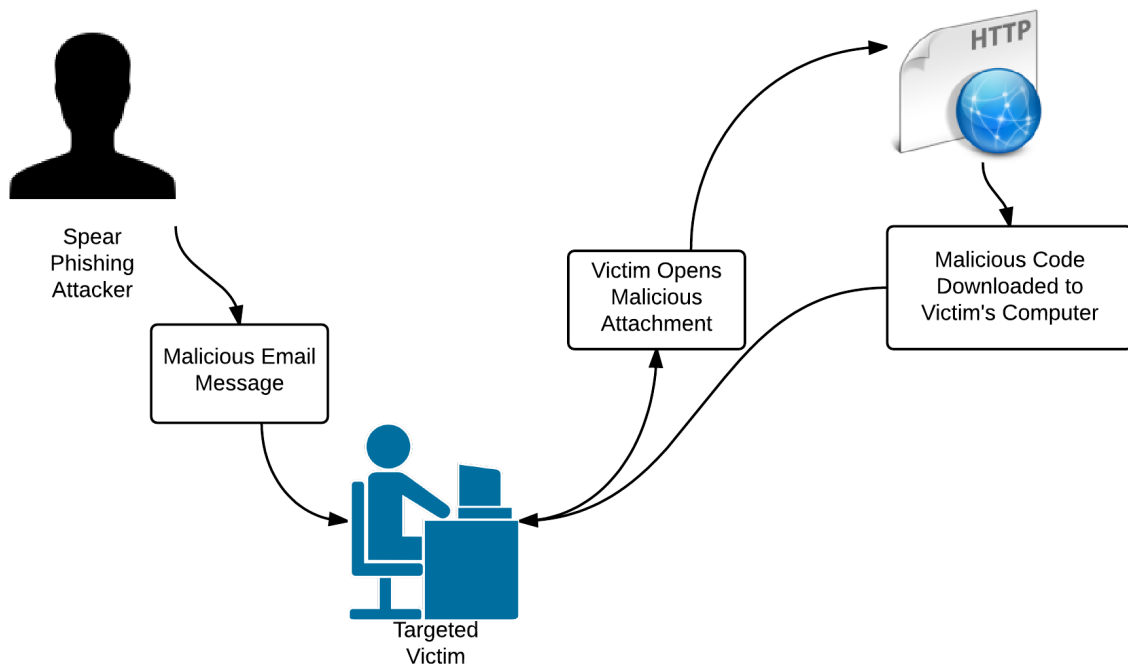 Spear
Phishing
Attacker
Malicious Email
Message
Targeted
Victim
Victim Opens
Malicious
Attachment
HTTP
Malicious Code
Downloaded to
Victim's Computer